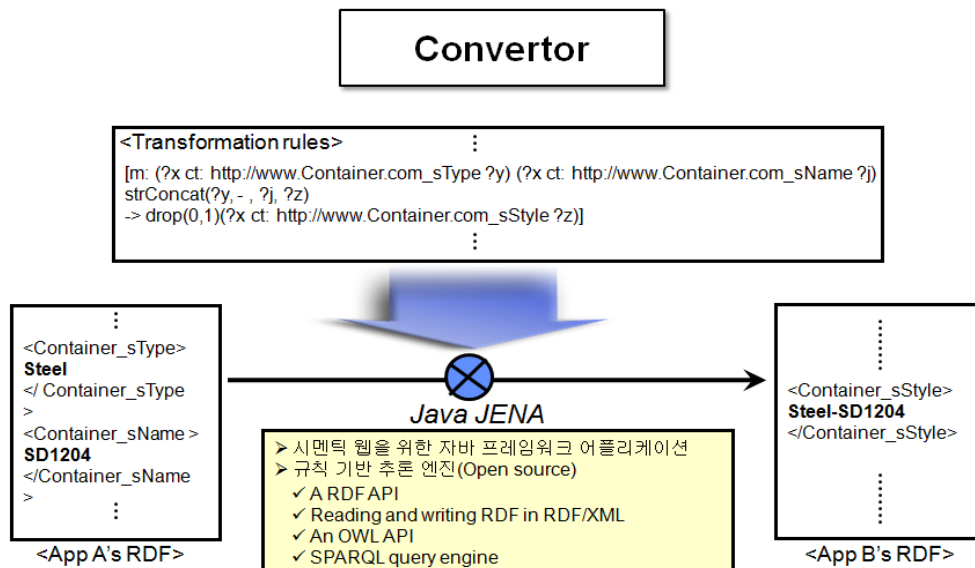 Convertor
<Transformation rules>
[m: (?x ct: http://www.Container.com_sType ?y) (?x ct: http://www.Container.com_sName ?j)
strConcat(?y, - , ?j, ?z)
-> drop(0,1)(?x ct: http://www.Container.com_sStyle ?z)]
<Container_sType>
Steel
</ Container_sType
>
<Container_sName >
SD1204
</Container_sName
>
<App A's RDF>
Java JENA
➢ 시멘틱 웹을 위한 자바 프레임워크 어플리케이션
➢ 규칙 기반 추론 엔진(Open source)
✓ A RDF API
✓ Reading and writing RDF in RDF/XML
✓ An OWL API
✓ SPARQL query engine
<Container_sStyle>
Steel-SD1204
</Container_sStyle>
<App B's RDF>